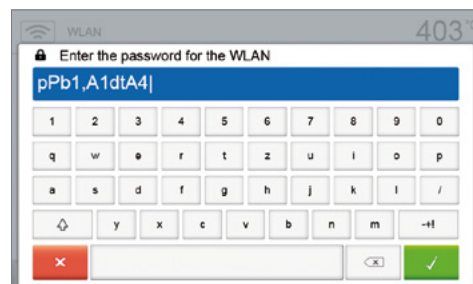 WLAN 403°
Enter the password for the WLAN
pPb1,A1dtA4
1 2 3 4 5 6 7 8 9 0
q w e r t z u i o p
a s d f g h j k l /
y x c v b n m -+!